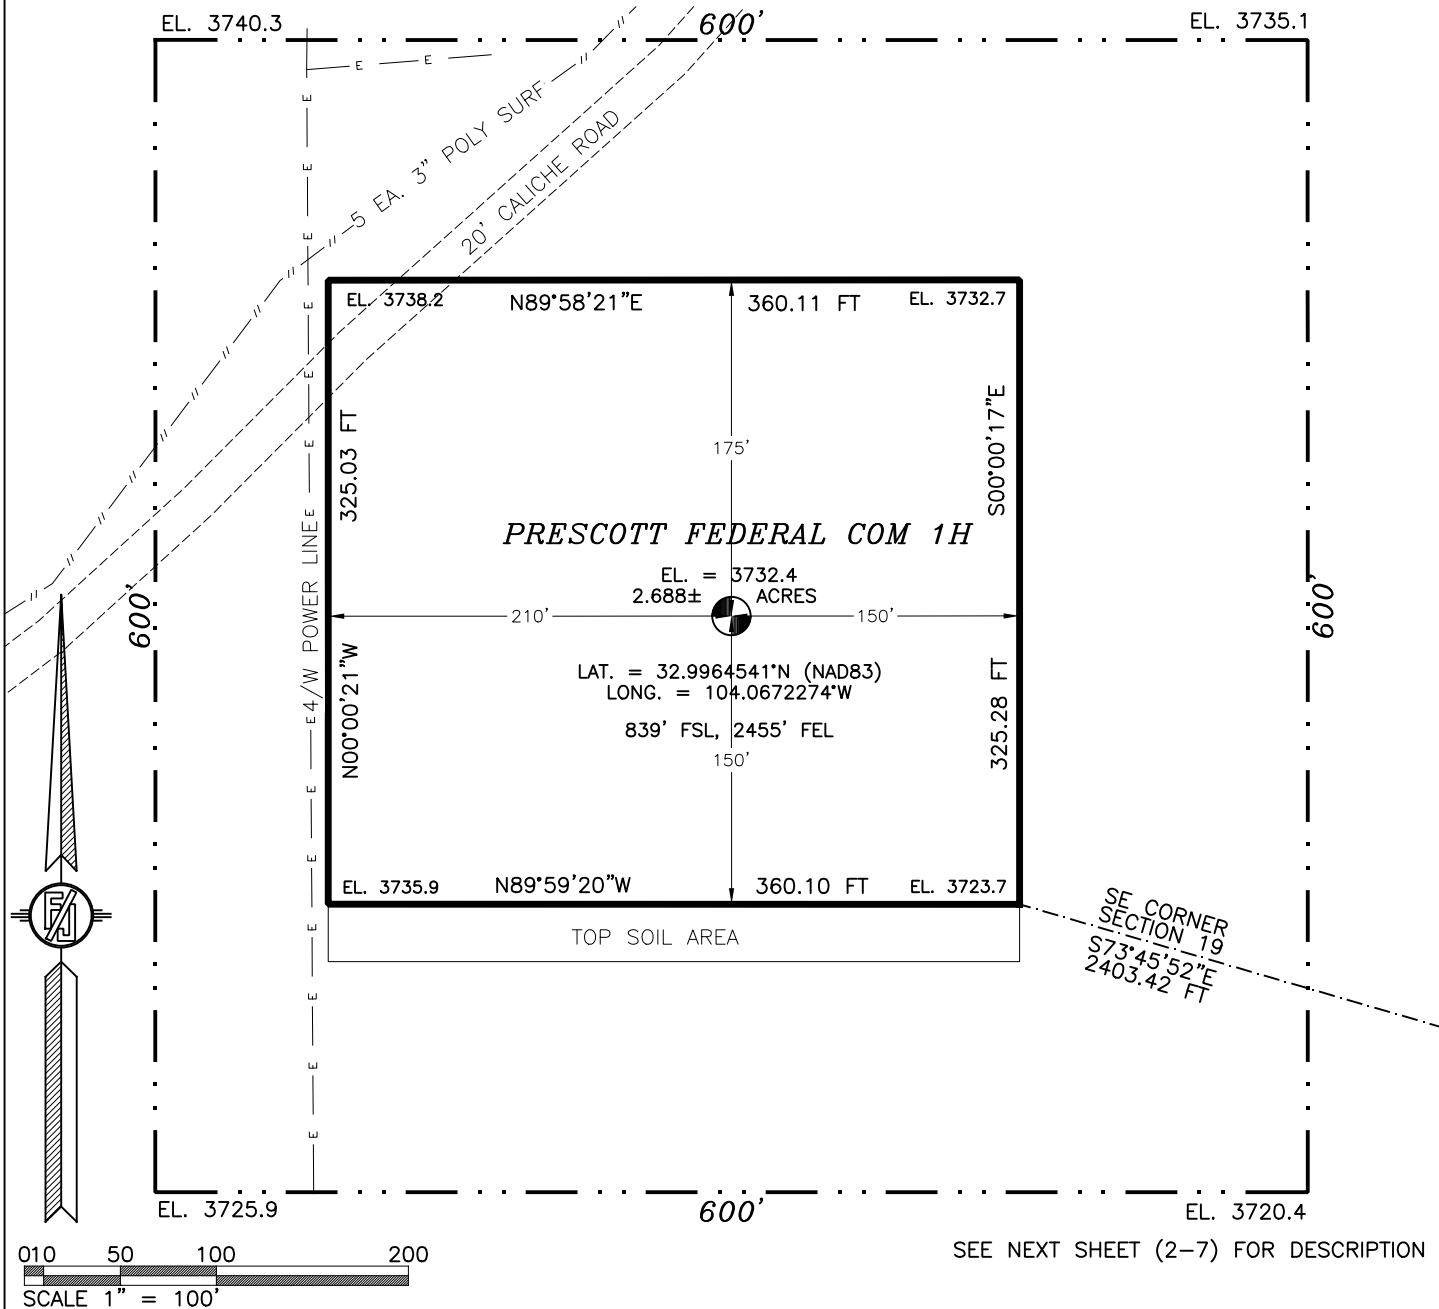 EL. 3740.3
600'
EL. 3735.1
E E
E
E
E
5 EA. 3" POLY SURF
20' CALICHE ROAD
EL. 3738.2
N89°58'21"E
360.11 FT
EL. 3732.7
325.03 FT
S00°00'17"E
175'
PRESCOTT FEDERAL COM 1H
EL. = 3732.4
2.688± ACRES
600'
210'
150'
600'
4/W POWER LINE
N00°00'21"W
LAT. = 32.9964541°N (NAD83)
LONG. = 104.0672274°W
839' FSL, 2455' FEL
150'
325.28 FT
EL. 3735.9
N89°59'20"W
360.10 FT
EL. 3723.7
TOP SOIL AREA
SE CORNER
SECTION 19
S73°45'52"E
2403.42 FT
EL. 3725.9
600'
EL. 3720.4
SEE NEXT SHEET (2-7) FOR DESCRIPTION
010 50 100 200
SCALE 1" = 100'